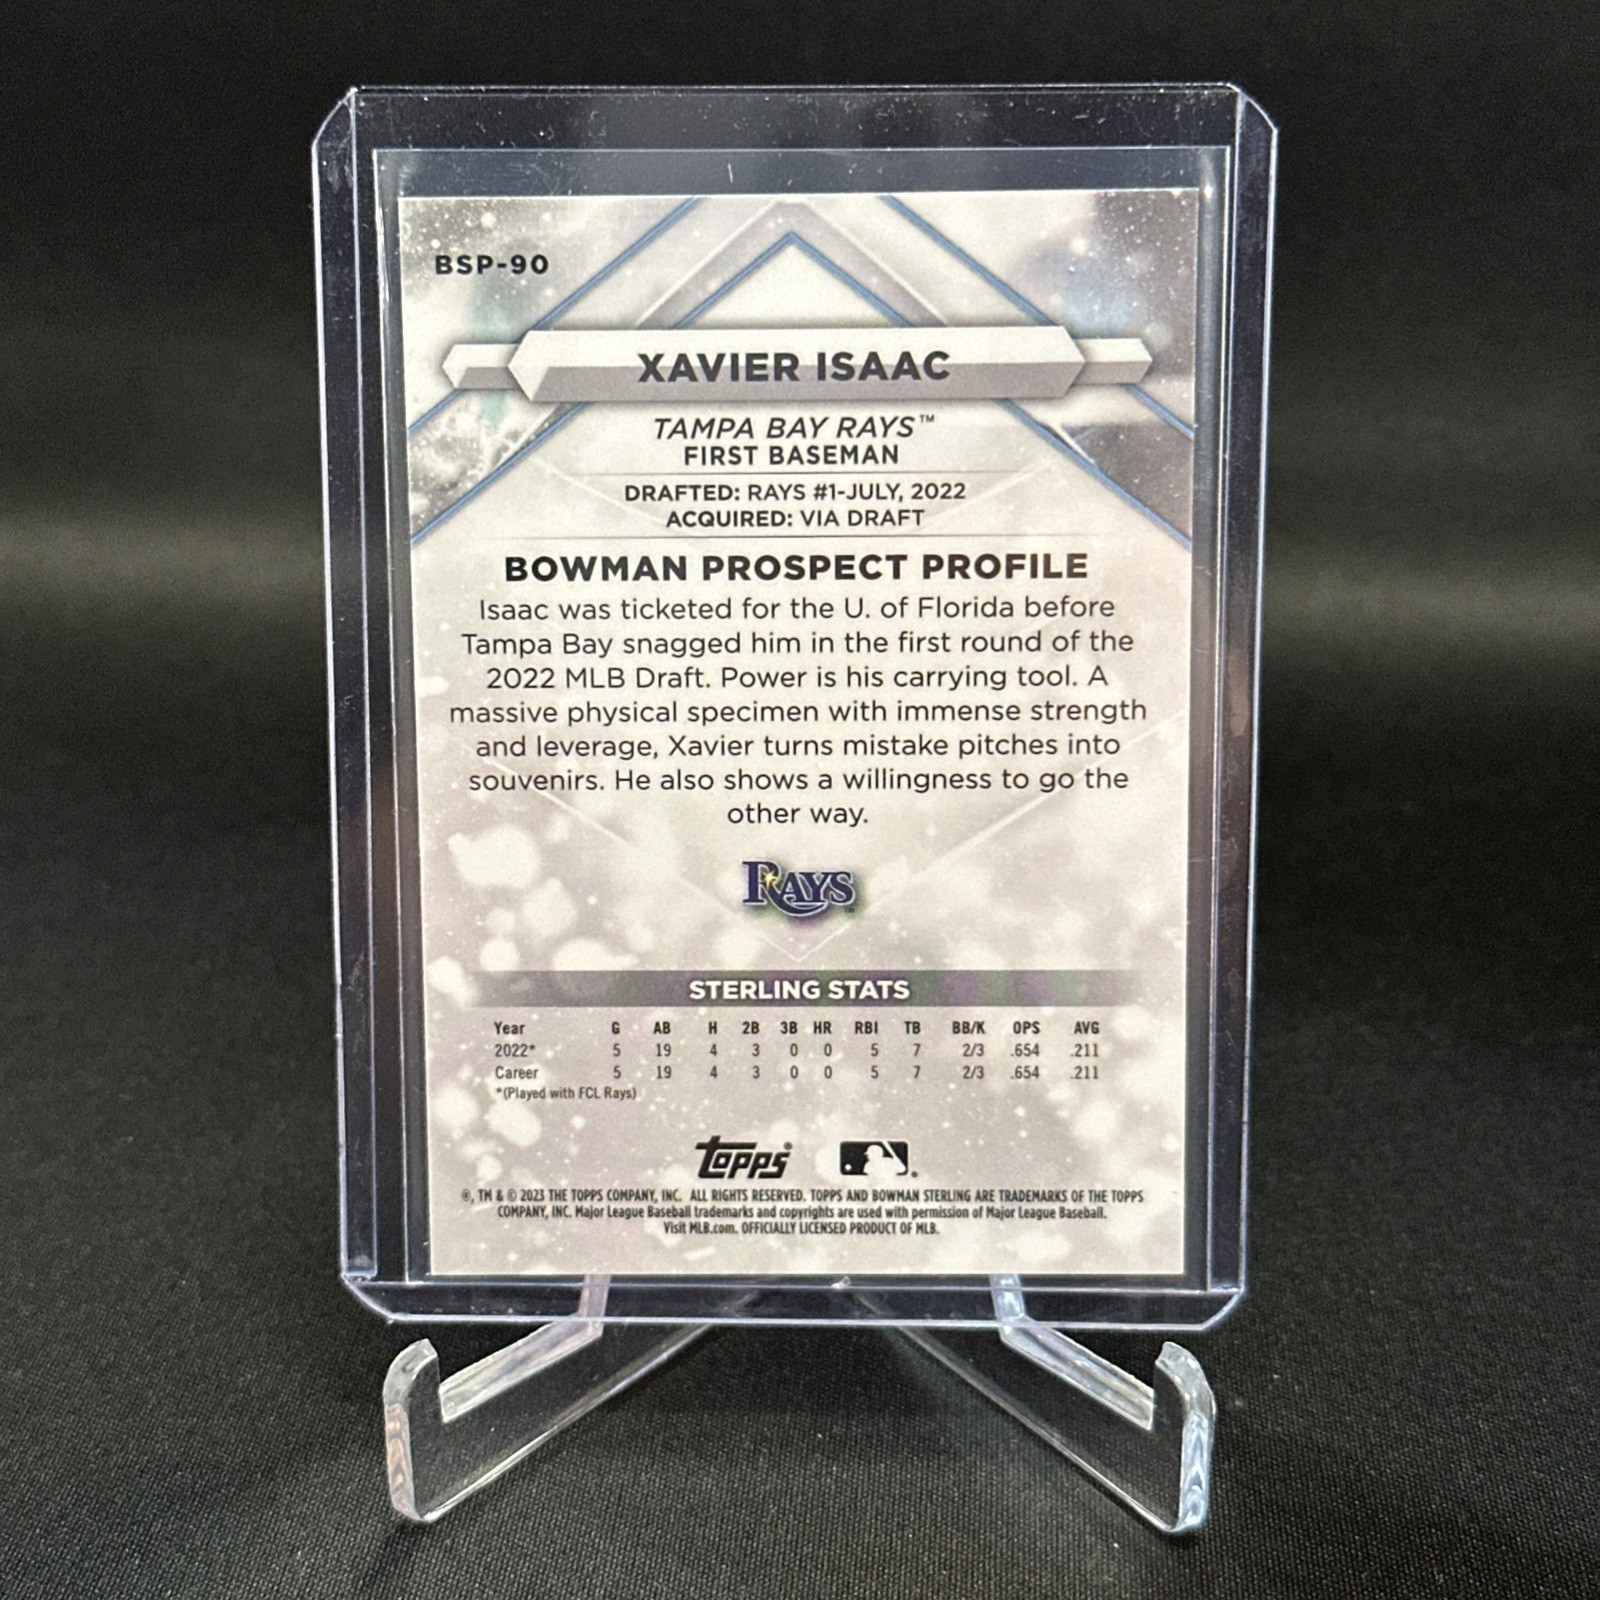 BSP-90
XAVIER ISAAC
TAMPA BAY RAYS™
FIRST BASEMAN
DRAFTED: RAYS #1-JULY, 2022
ACQUIRED: VIA DRAFT
BOWMAN PROSPECT PROFILE
Isaac was ticketed for the U. of Florida before
Tampa Bay snagged him in the first round of the
2022 MLB Draft. Power is his carrying tool. A
massive physical specimen with immense strength
and leverage, Xavier turns mistake pitches into
souvenirs. He also shows a willingness to go the
other way.
RAYS
STERLING STATS
Year G AB H 2B 3B HR RBI TB BB/K OPS AVG
2022* 5 19 4 3 0 0 5 7 2/3 .654 .211
Career 5 19 4 3 0 0 5 7 2/3 .654 .211
*(Played with FCL Rays)
topps®
®, TM & © 2023 THE TOPPS COMPANY, INC. ALL RIGHTS RESERVED. TOPPS AND BOWMAN STERLING ARE TRADEMARKS OF THE TOPPS
COMPANY, INC. Major League Baseball trademarks and copyrights are used with permission of Major League Baseball.
Visit MLB.com. OFFICIALLY LICENSED PRODUCT OF MLB.